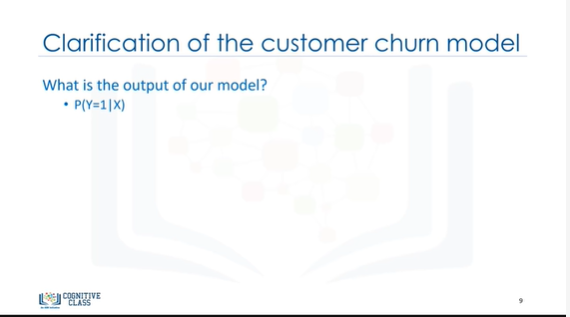 Clarification of the customer churn model
What is the output of our model?
• P(Y=1|X)
COGNITIVE
CLASS
9